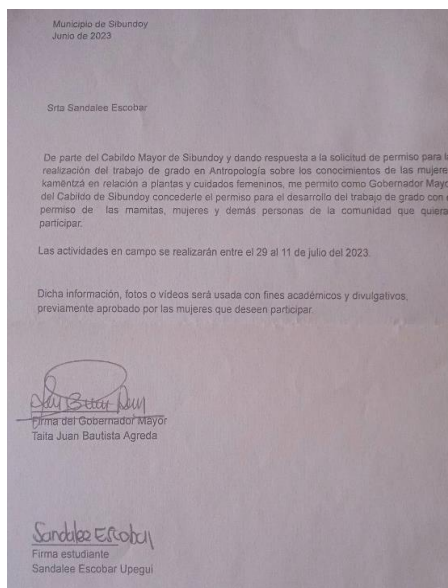 Municipio de Sibundoy
Junio de 2023
Srta Sandalee Escobar
De parte del Cabildo Mayor de Sibundoy y dando respuesta a la solicitud de permiso para la
realización del trabajo de grado en Antropología sobre los conocimientos de las mujeres
kamëntzá en relación a plantas y cuidados femeninos, me permito como Gobernador Mayo
del Cabildo de Sibundoy concederle el permiso para el desarrollo del trabajo de grado con
permiso de las mamitas, mujeres y demás personas de la comunidad que quiera
participar.
Las actividades en campo se realizarán entre el 29 al 11 de julio del 2023.
Dicha información, fotos o videos será usada con fines académicos y divulgativos,
previamente aprobado por las mujeres que deseen participar.
Firma del Gobernador Mayor
Taita Juan Bautista Agreda
Sandalee Escobar
Firma estudiante
Sandalee Escobar Upegui